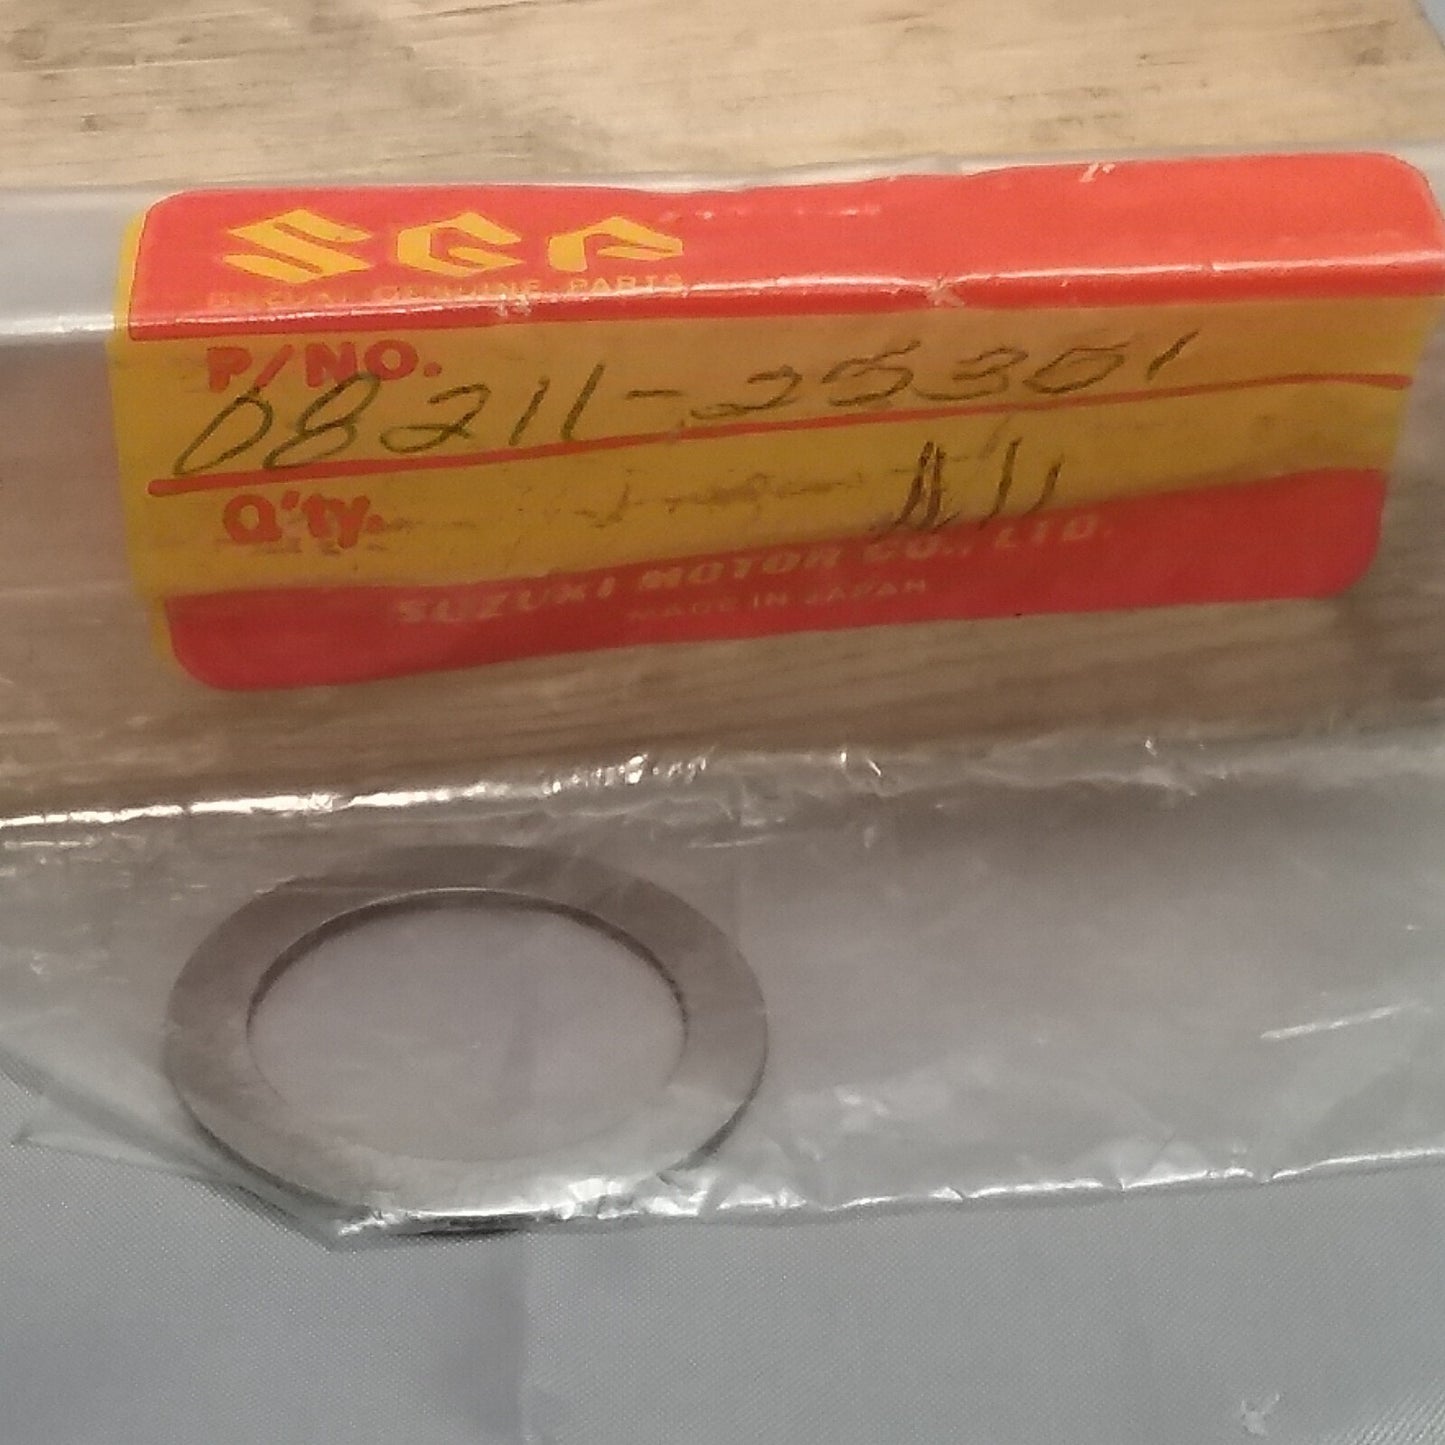 SGP
SUZUKI GENUINE PARTS
P/NO.
08211-25301
Q'ty.
SUZUKI MOTOR CO., LTD.
MADE IN JAPAN